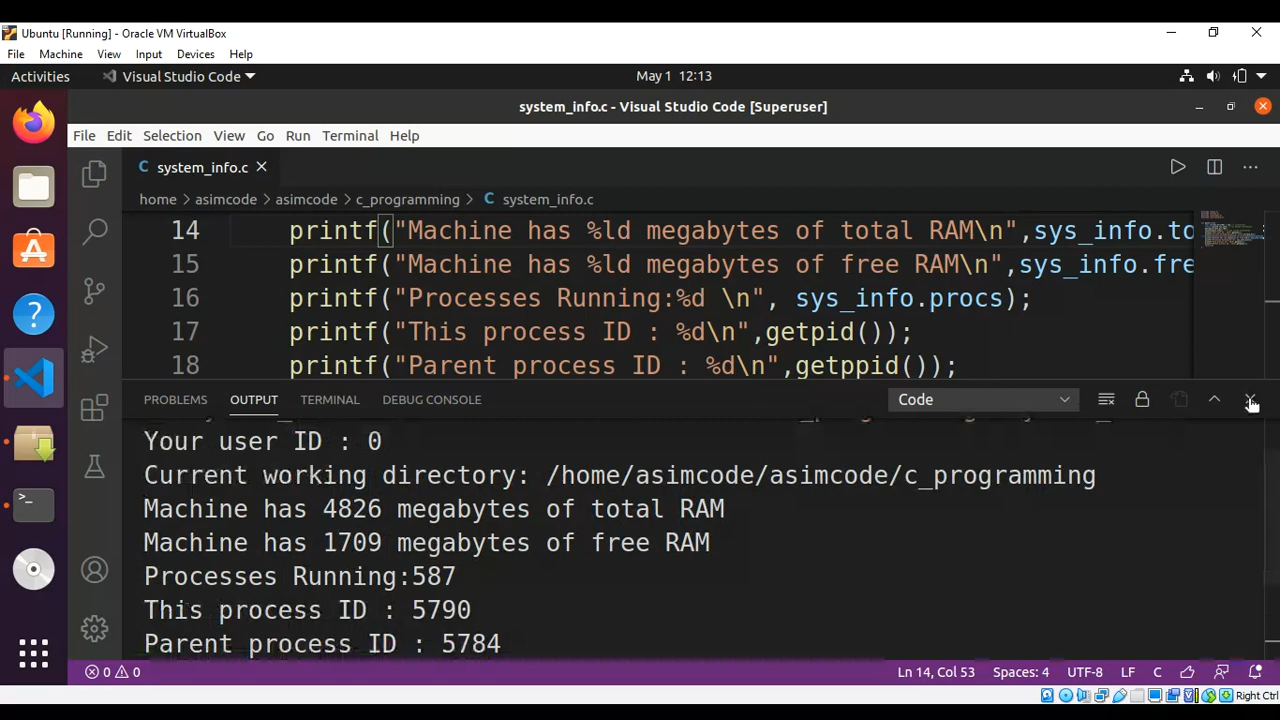 Ubuntu [Running] - Oracle VM VirtualBox
File Machine View Input Devices Help
Activities Visual Studio Code May 1 12:13
system_info.c - Visual Studio Code [Superuser]
File Edit Selection View Go Run Terminal Help
C system_info.c
home > asimcode > asimcode > c_programming > C system_info.c
14 printf("Machine has %ld megabytes of total RAM\n",sys_info.to
15 printf("Machine has %ld megabytes of free RAM\n",sys_info.fre
16 printf("Processes Running:%d \n", sys_info.procs);
17 printf("This process ID : %d\n",getpid());
18 printf("Parent process ID : %d\n",getppid());
PROBLEMS OUTPUT TERMINAL DEBUG CONSOLE Code
Your user ID : 0
Current working directory: /home/asimcode/asimcode/c_programming
Machine has 4826 megabytes of total RAM
Machine has 1709 megabytes of free RAM
Processes Running:587
This process ID : 5790
Parent process ID : 5784
0 0 Ln 14, Col 53 Spaces: 4 UTF-8 LF C
Right Ctrl